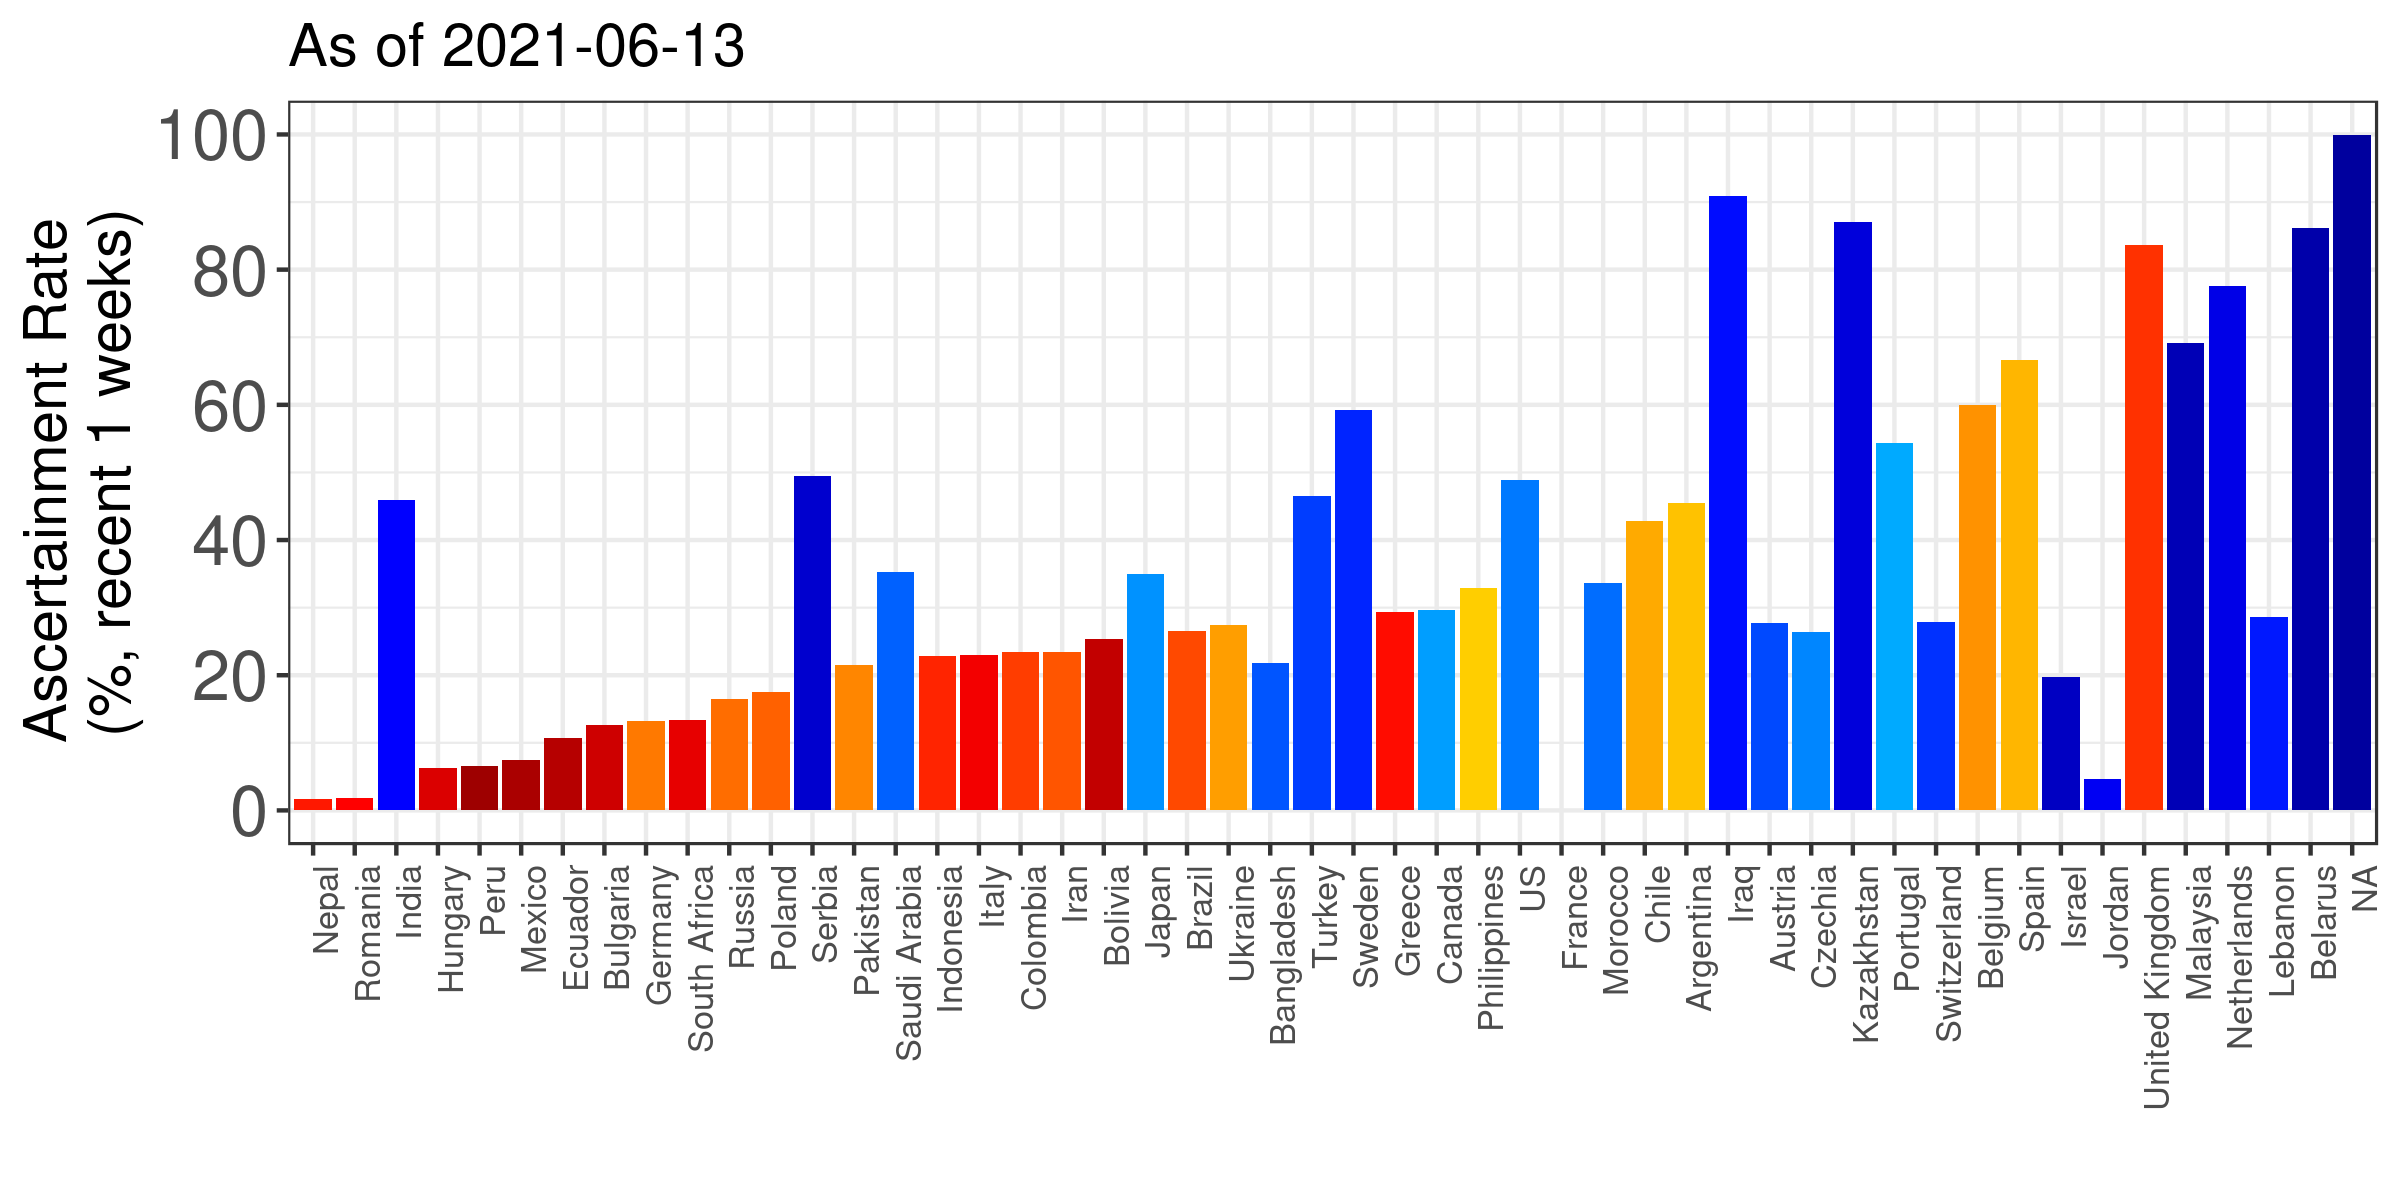 As of 2021-06-13
Ascertainment Rate
(%, recent 1 weeks)
100
80
60
40
20
0
Nepal
Romania
India
Hungary
Peru
Mexico
Ecuador
Bulgaria
Germany
South Africa
Russia
Poland
Serbia
Pakistan
Saudi Arabia
Indonesia
Italy
Colombia
Iran
Bolivia
Japan
Brazil
Ukraine
Bangladesh
Turkey
Sweden
Greece
Canada
Philippines
US
France
Morocco
Chile
Argentina
Iraq
Austria
Czechia
Kazakhstan
Portugal
Switzerland
Belgium
Spain
Israel
Jordan
United Kingdom
Malaysia
Netherlands
Lebanon
Belarus
NA